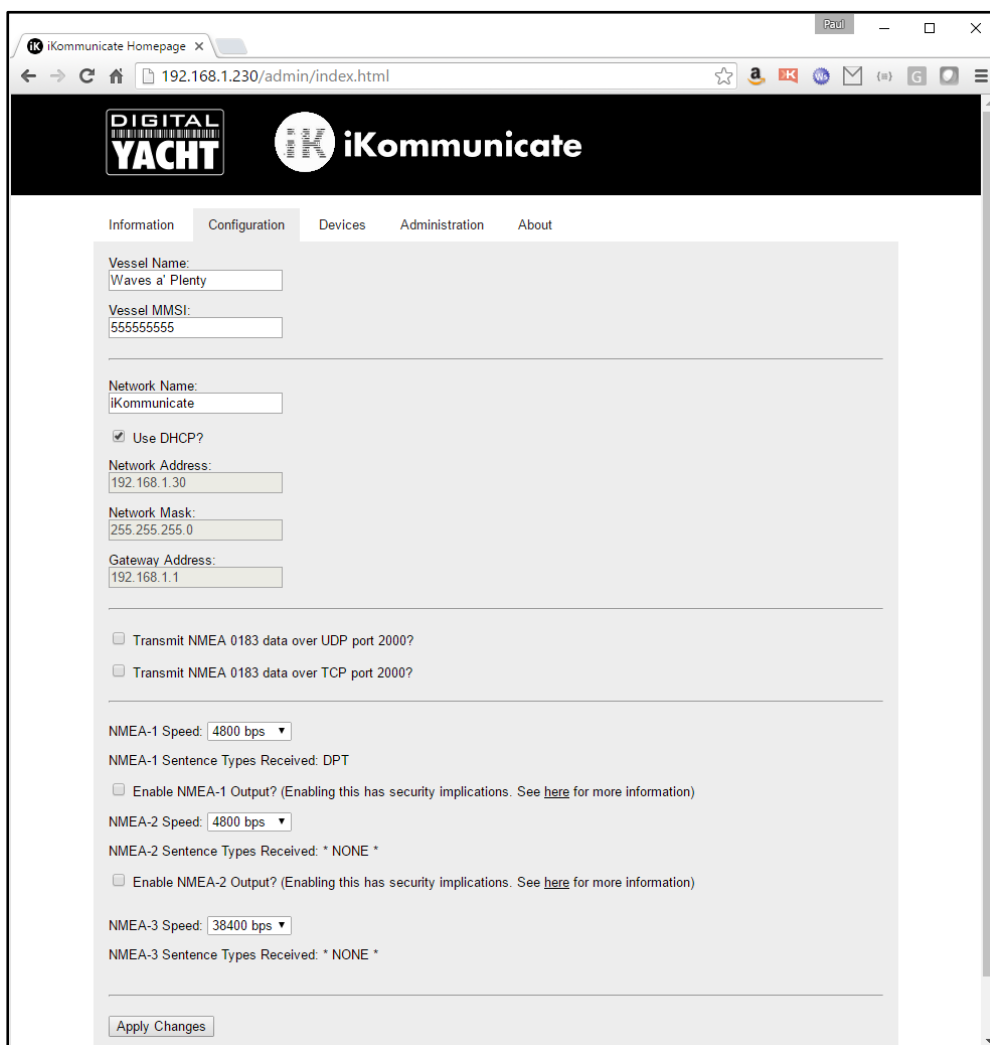 Paul
iKommunicate Homepage
192.168.1.230/admin/index.html
DIGITAL
YACHT
iK iKommunicate
Information Configuration Devices Administration About
Vessel Name:
Waves a' Plenty
Vessel MMSI:
555555555
Network Name:
iKommunicate
Use DHCP?
Network Address:
192.168.1.30
Network Mask:
255.255.255.0
Gateway Address:
192.168.1.1
Transmit NMEA 0183 data over UDP port 2000?
Transmit NMEA 0183 data over TCP port 2000?
NMEA-1 Speed: 4800 bps
NMEA-1 Sentence Types Received: DPT
Enable NMEA-1 Output? (Enabling this has security implications. See here for more information)
NMEA-2 Speed: 4800 bps
NMEA-2 Sentence Types Received: * NONE *
Enable NMEA-2 Output? (Enabling this has security implications. See here for more information)
NMEA-3 Speed: 38400 bps
NMEA-3 Sentence Types Received: * NONE *
Apply Changes